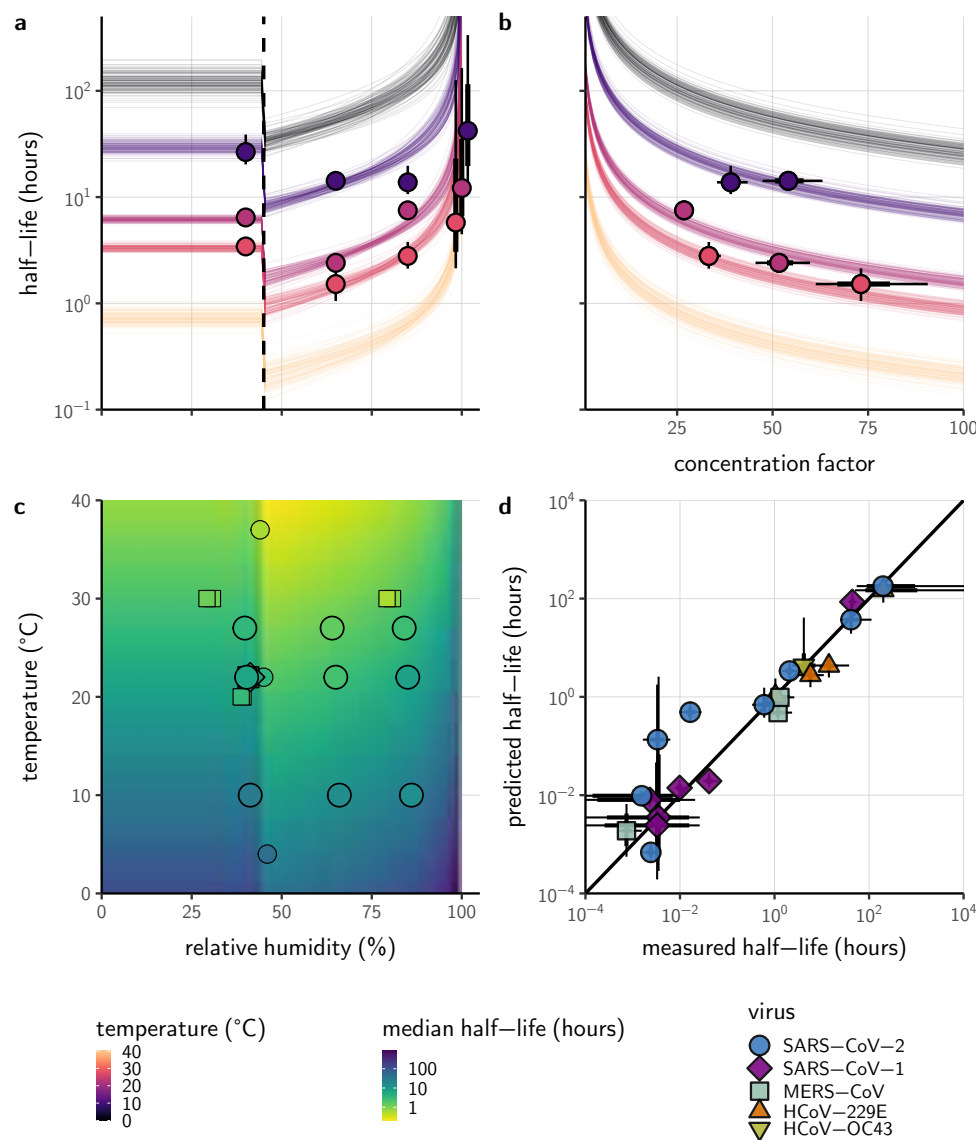 a
b
half−life (hours)
10²
10¹
10⁰
10⁻¹
25
50
75
100
concentration factor
c
d
temperature (°C)
40
30
20
10
0
0
25
50
75
100
relative humidity (%)
predicted half−life (hours)
10⁴
10²
10⁰
10⁻²
10⁻⁴
10⁻⁴
10⁻²
10⁰
10²
10⁴
measured half−life (hours)
temperature (°C)
40
30
20
10
0
median half−life (hours)
100
10
1
virus
SARS−CoV−2
SARS−CoV−1
MERS−CoV
HCoV−229E
HCoV−OC43